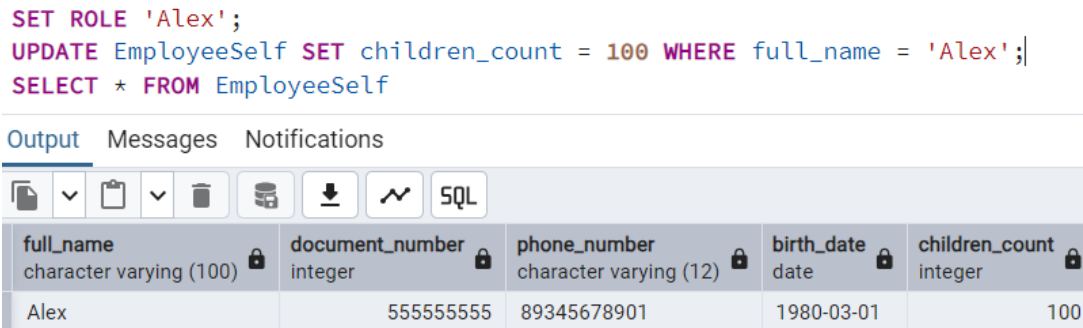 SET ROLE 'Alex';
UPDATE EmployeeSelf SET children_count = 100 WHERE full_name = 'Alex';
SELECT * FROM EmployeeSelf
Output Messages Notifications
SQL
full_name document_number phone_number birth_date children_count
character varying (100) integer character varying (12) date integer
Alex 555555555 89345678901 1980-03-01 100